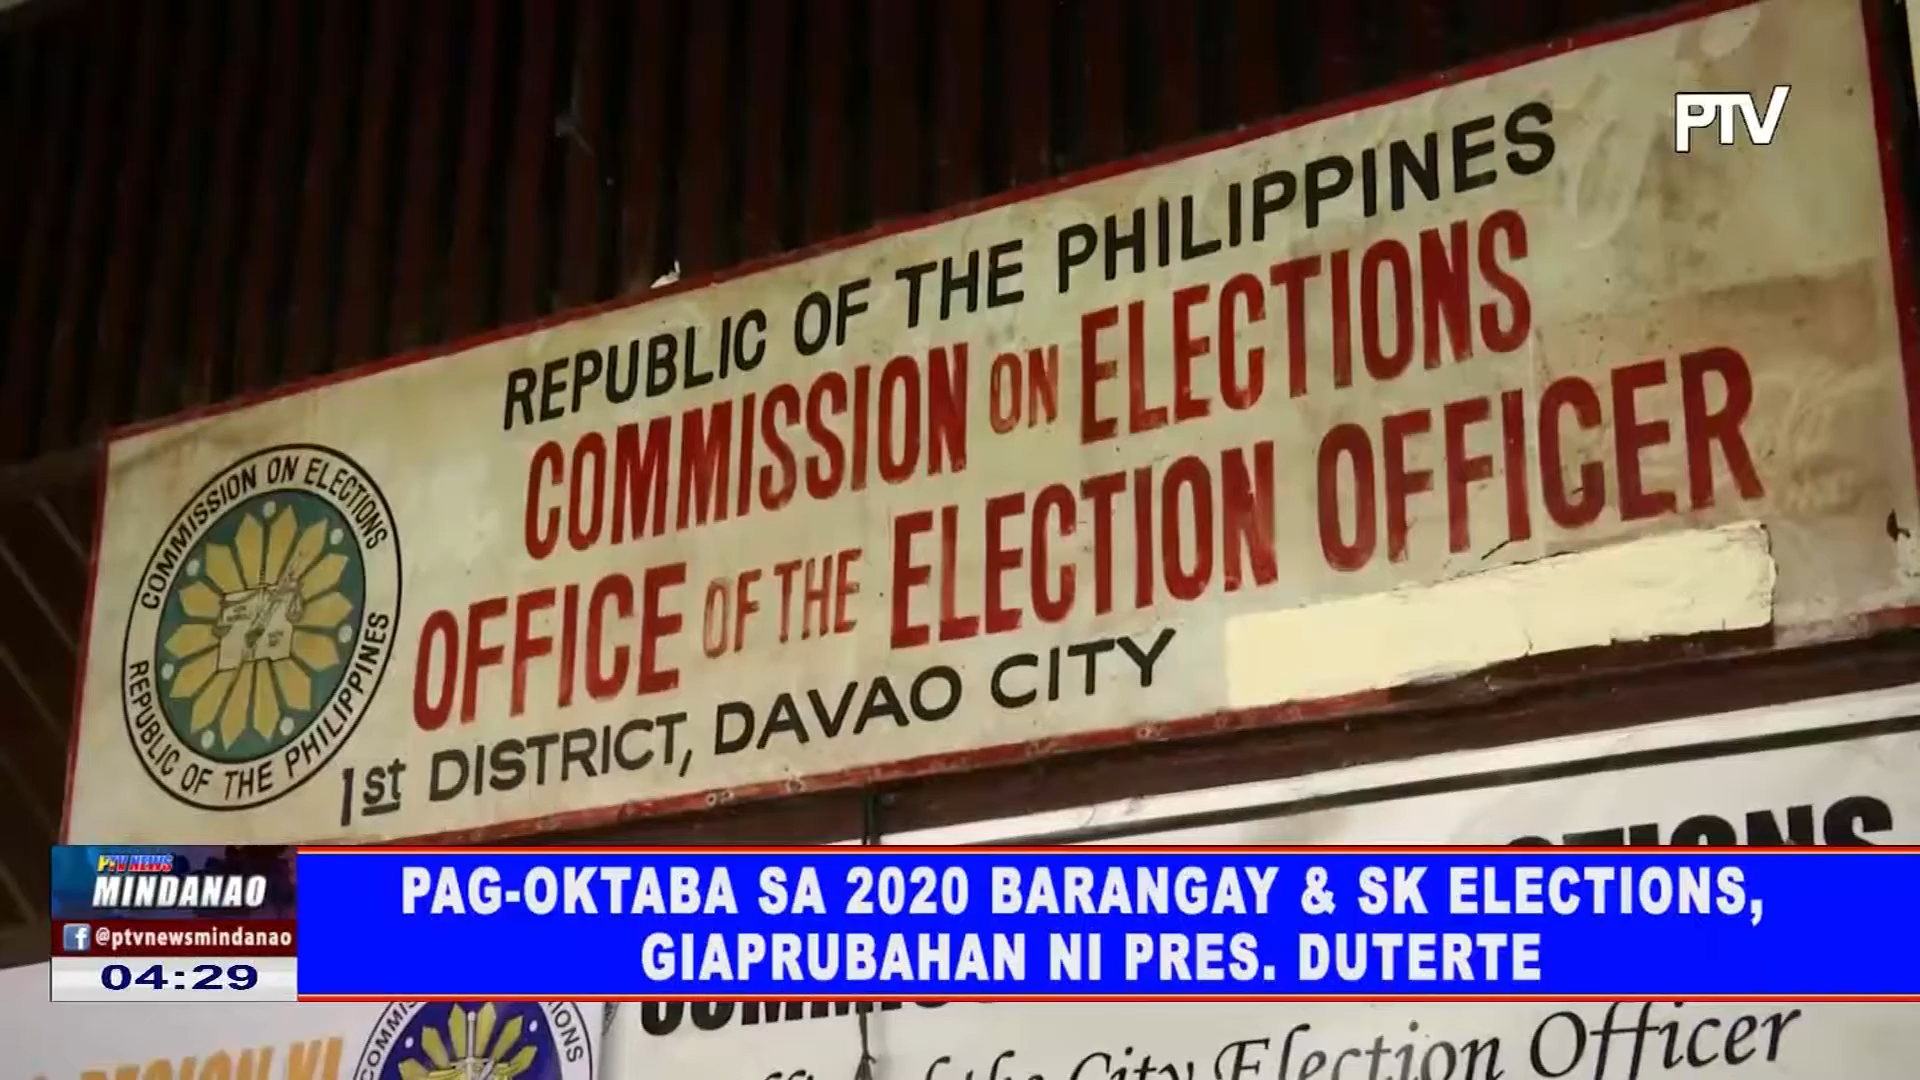 PTV
REPUBLIC OF THE PHILIPPINES
COMMISSION ON ELECTIONS
OFFICE OF THE ELECTION OFFICER
1st DISTRICT, DAVAO CITY
COMMISSION ON ELECTIONS
REPUBLIC OF THE PHILIPPINES
PTV NEWS
MINDANAO
@ptvnewsmindanao
04:29
PAG-OKTABA SA 2020 BARANGAY & SK ELECTIONS,
GIAPRUBAHAN NI PRES. DUTERTE
the City Election Officer